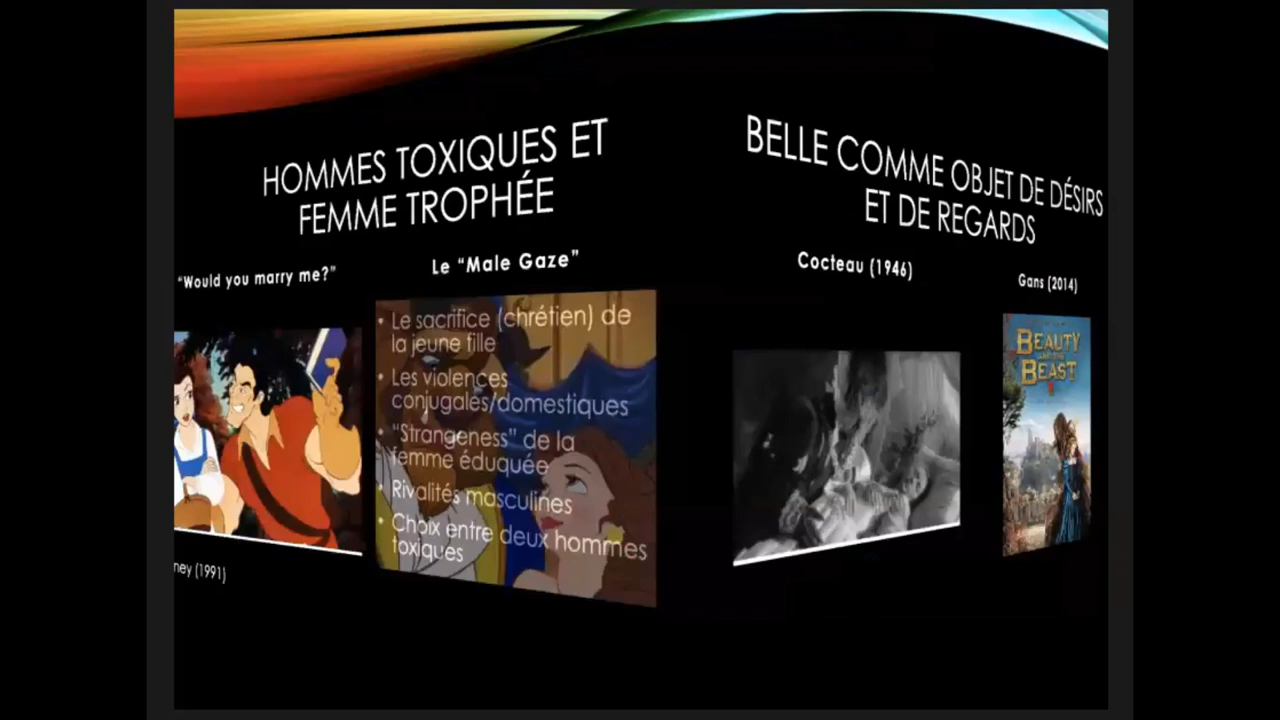 HOMMES TOXIQUES ET
FEMME TROPHÉE
"Would you marry me?"
Le "Male Gaze"
• Le sacrifice (chrétien) de
la jeune fille
• Les violences
conjugales/domestiques
• "Strangeness" de la
femme éduquée
• Rivalités masculines
• Choix entre deux hommes
toxiques
ney (1991)
BELLE COMME OBJET DE DÉSIRS
ET DE REGARDS
Cocteau (1946)
Gans (2014)
BEAUTY
AND THE
BEAST